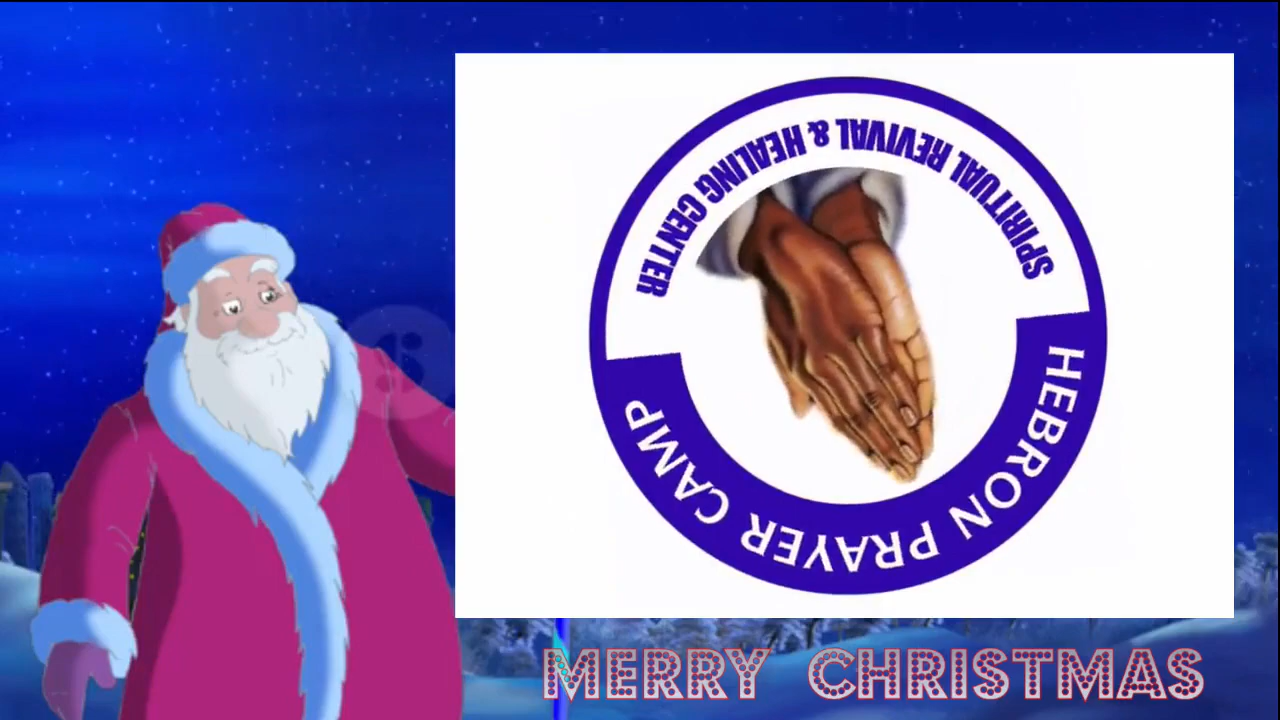 HEBRON PRAYER CAMP
SPIRITUAL REVIVAL & HEALING CENTER
MERRY CHRISTMAS